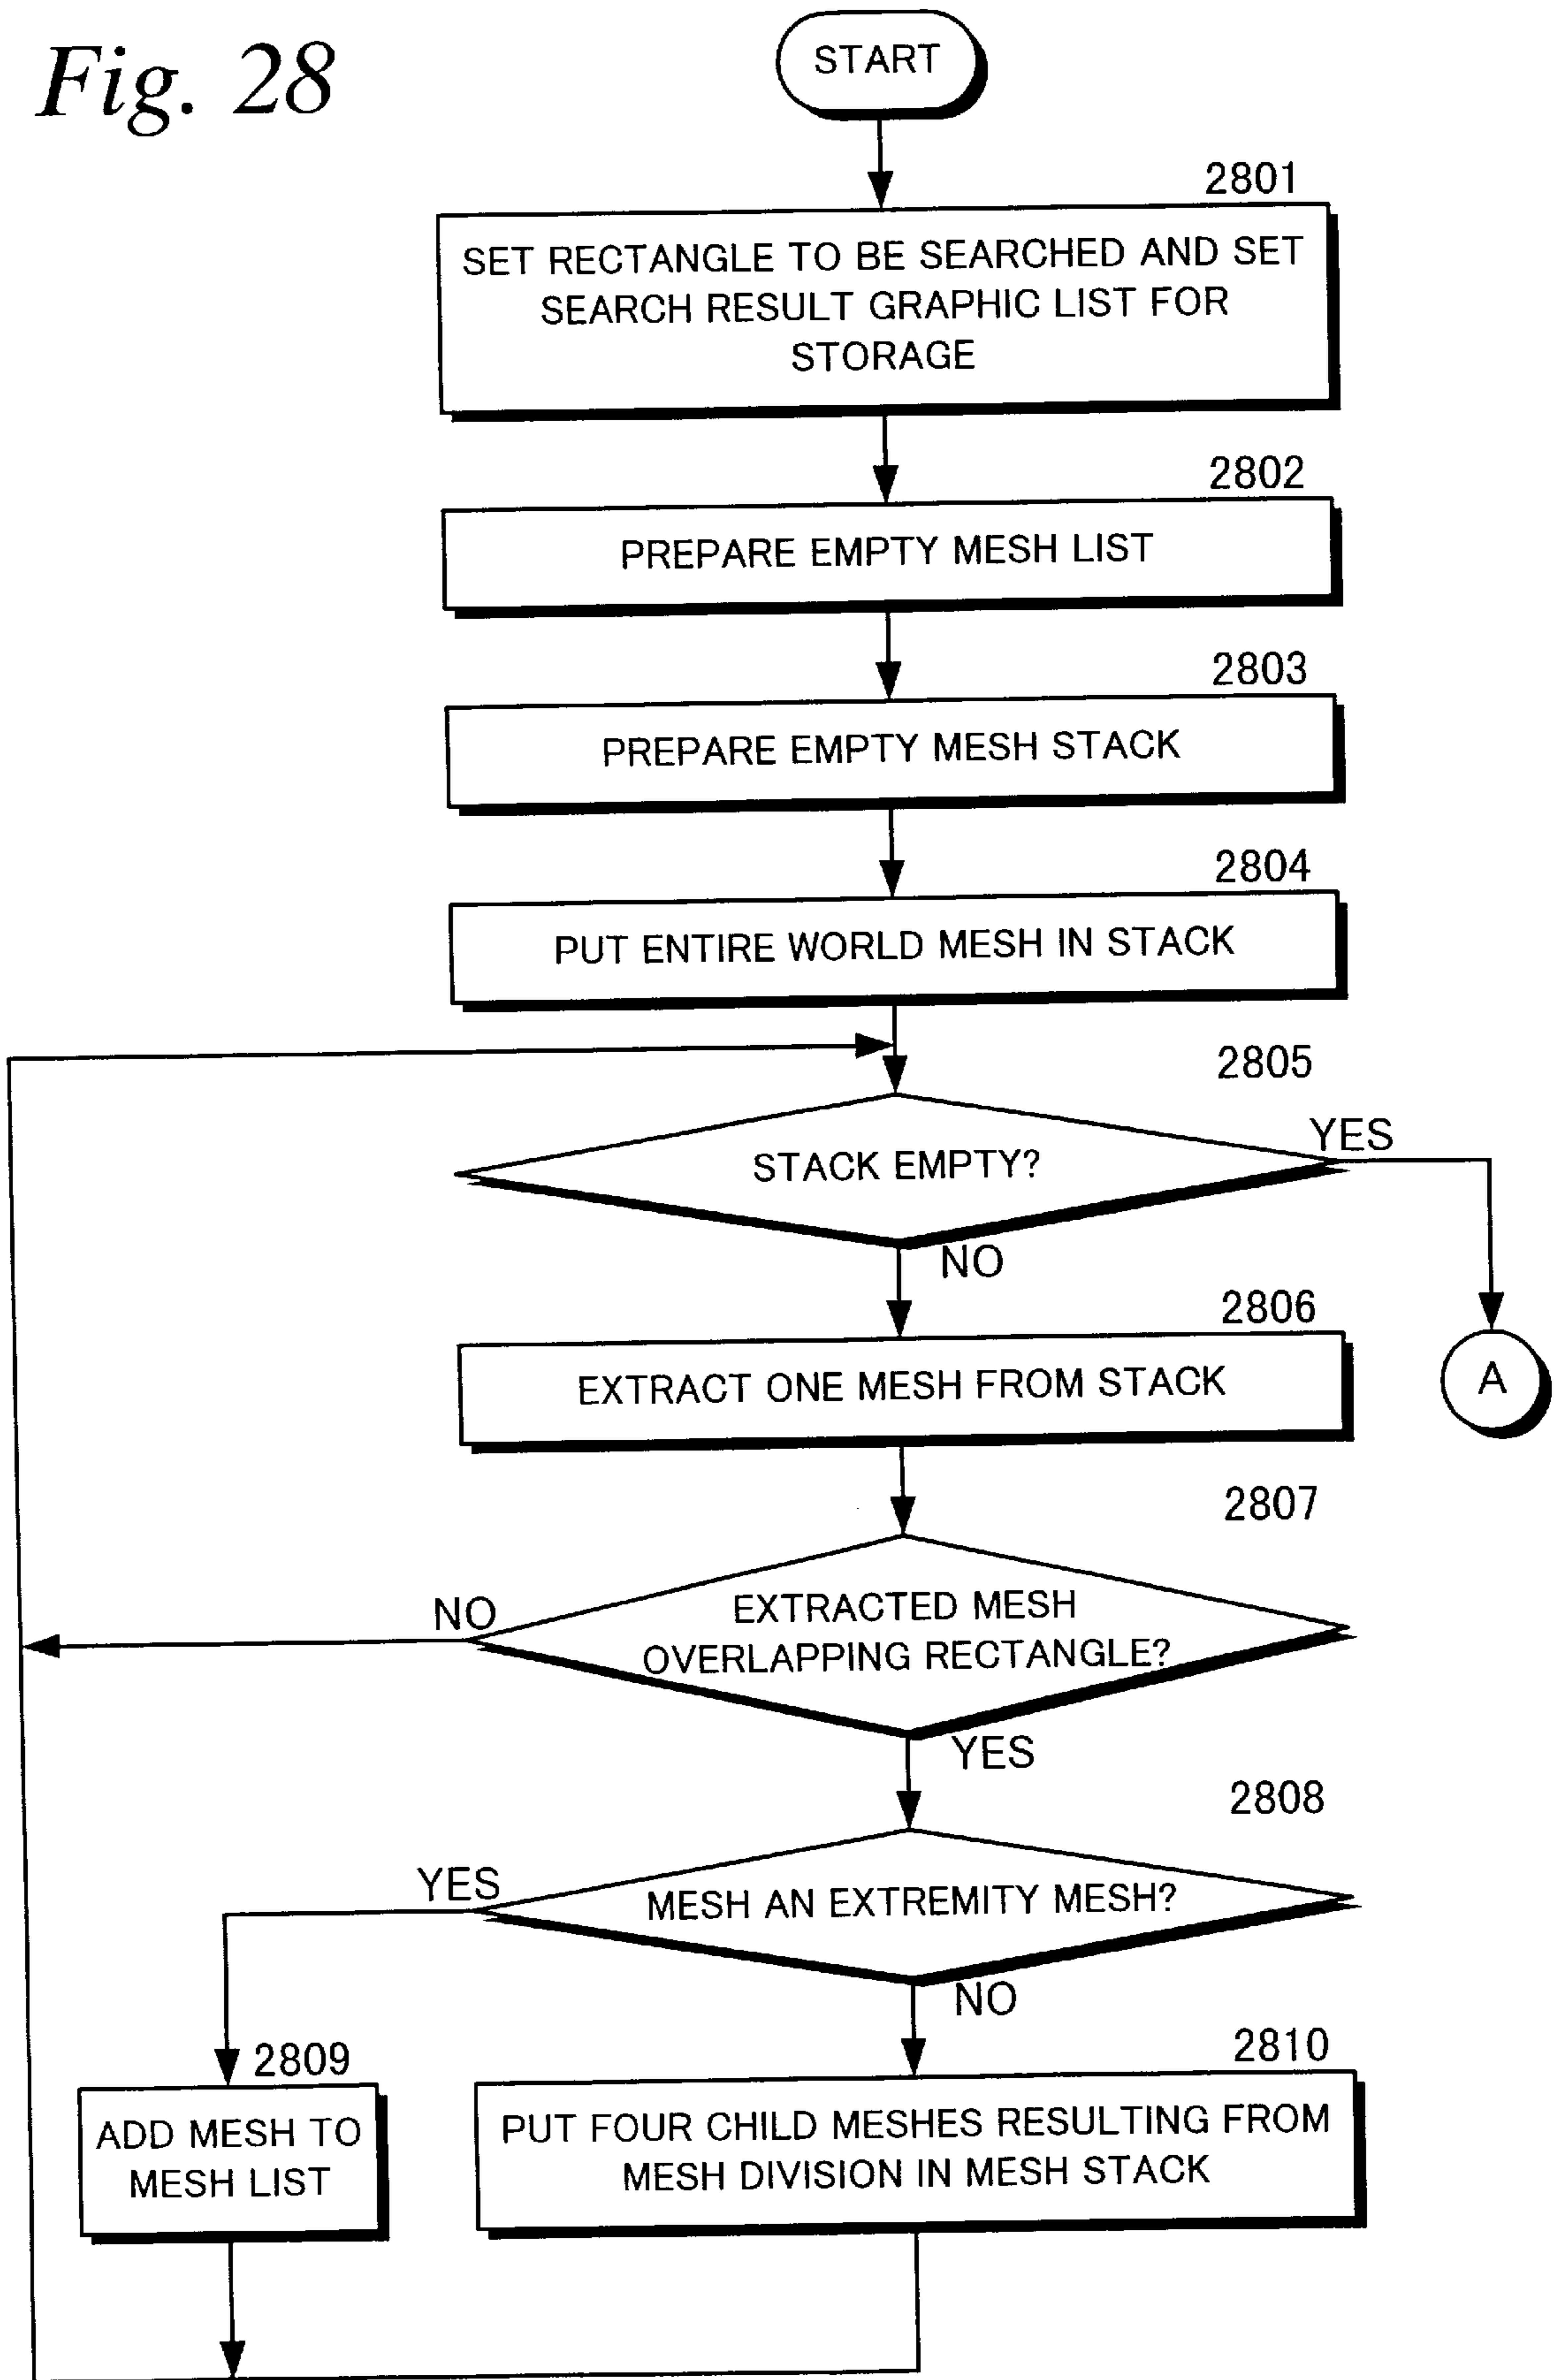 Fig. 28
START
2801
SET RECTANGLE TO BE SEARCHED AND SET
SEARCH RESULT GRAPHIC LIST FOR
STORAGE
2802
PREPARE EMPTY MESH LIST
2803
PREPARE EMPTY MESH STACK
2804
PUT ENTIRE WORLD MESH IN STACK
2805
STACK EMPTY?
YES
NO
2806
EXTRACT ONE MESH FROM STACK
A
2807
EXTRACTED MESH
OVERLAPPING RECTANGLE?
NO
YES
2808
MESH AN EXTREMITY MESH?
YES
NO
2809
ADD MESH TO
MESH LIST
2810
PUT FOUR CHILD MESHES RESULTING FROM
MESH DIVISION IN MESH STACK